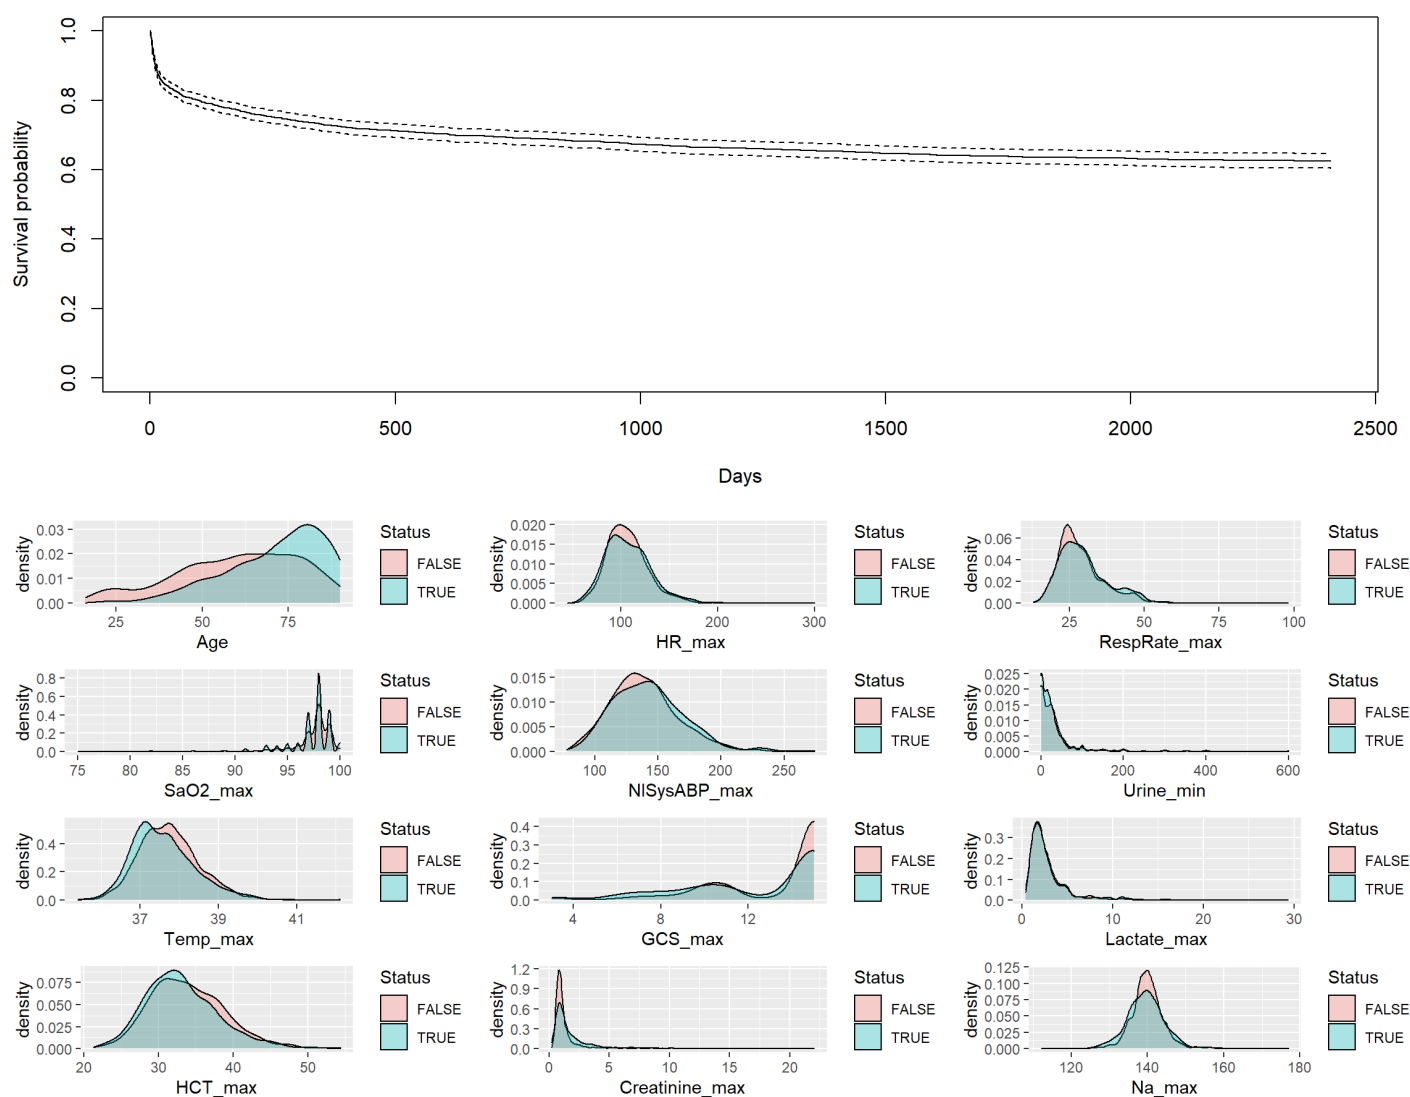 Survival probability
1.0
0.8
0.6
0.4
0.2
0.0
0 500 1000 1500 2000 2500
Days
density
0.03
0.02
0.01
0.00
25 50 75
Age
Status
FALSE
TRUE
density
0.020
0.015
0.010
0.005
0.000
100 200 300
HR_max
Status
FALSE
TRUE
density
0.06
0.04
0.02
0.00
25 50 75 100
RespRate_max
Status
FALSE
TRUE
density
0.8
0.6
0.4
0.2
0.0
75 80 85 90 95 100
SaO2_max
Status
FALSE
TRUE
density
0.015
0.010
0.005
0.000
100 150 200 250
NISysABP_max
Status
FALSE
TRUE
density
0.025
0.020
0.015
0.010
0.005
0.000
0 200 400 600
Urine_min
Status
FALSE
TRUE
density
0.4
0.2
0.0
37 39 41
Temp_max
Status
FALSE
TRUE
density
0.4
0.3
0.2
0.1
0.0
4 8 12
GCS_max
Status
FALSE
TRUE
density
0.3
0.2
0.1
0.0
0 10 20 30
Lactate_max
Status
FALSE
TRUE
density
0.075
0.050
0.025
0.000
20 30 40 50
HCT_max
Status
FALSE
TRUE
density
1.2
0.9
0.6
0.3
0.0
0 5 10 15 20
Creatinine_max
Status
FALSE
TRUE
density
0.125
0.100
0.075
0.050
0.025
0.000
120 140 160 180
Na_max
Status
FALSE
TRUE